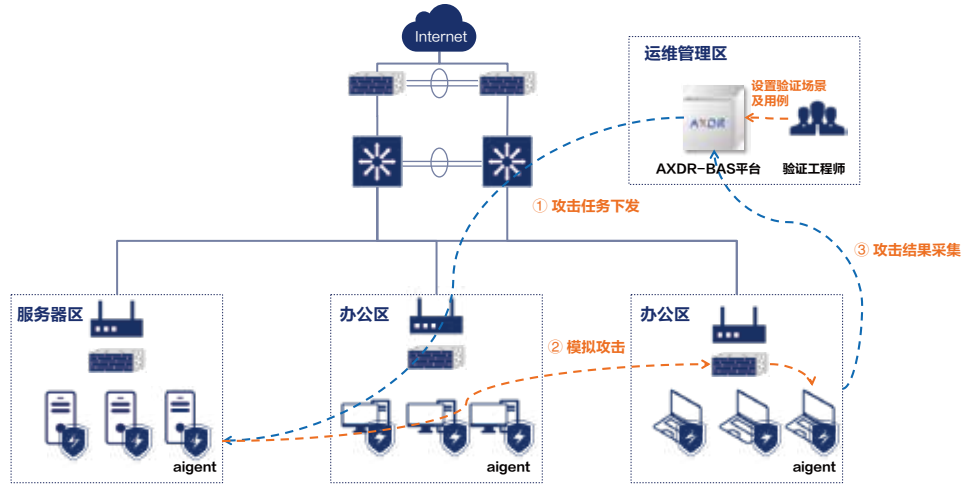 Internet
运维管理区
设置验证场景
及用例
AXDR
AXDR-BAS平台
验证工程师
① 攻击任务下发
③ 攻击结果采集
服务器区
办公区
办公区
② 模拟攻击
aigent
aigent
aigent